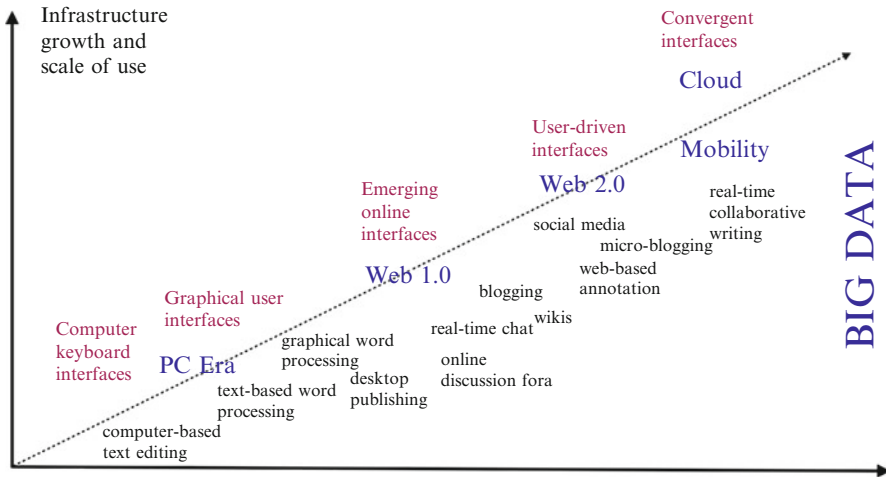 Infrastructure
growth and
scale of use
Convergent
interfaces
Cloud
User-driven
interfaces
Mobility
Emerging
online
interfaces
Web 2.0
real-time
collaborative
writing
social media
micro-blogging
web-based
annotation
Web 1.0
blogging
wikis
real-time chat
Graphical user
interfaces
Computer
keyboard
interfaces
graphical word
processing
online
discussion fora
PC Era
desktop
publishing
text-based word
processing
computer-based
text editing
BIG DATA